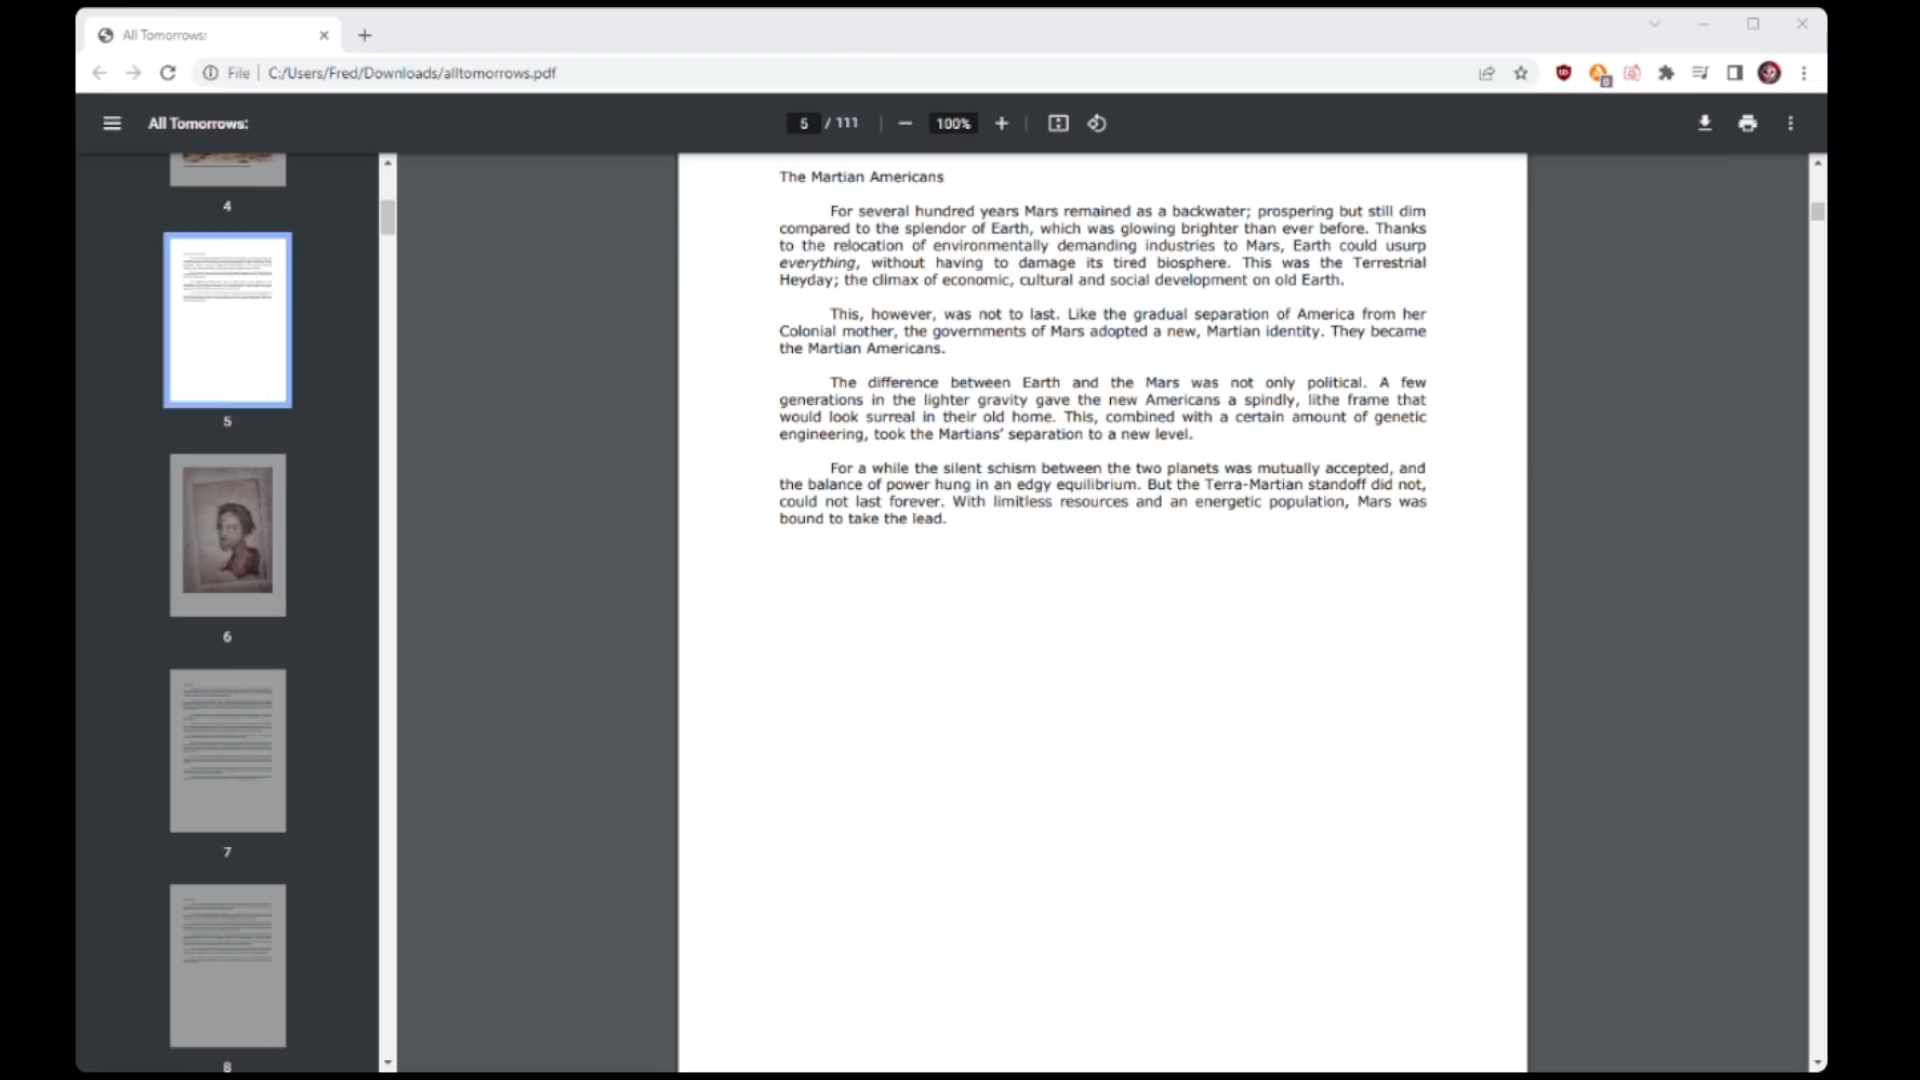 All Tomorrows:
File
C:/Users/Fred/Downloads/alltomorrows.pdf
0
All Tomorrows:
5 / 111
100%
4
5
6
7
8
The Martian Americans
For several hundred years Mars remained as a backwater; prospering but still dim
compared to the splendor of Earth, which was glowing brighter than ever before. Thanks
to the relocation of environmentally demanding industries to Mars, Earth could usurp
everything, without having to damage its tired biosphere. This was the Terrestrial
Heyday; the climax of economic, cultural and social development on old Earth.
This, however, was not to last. Like the gradual separation of America from her
Colonial mother, the governments of Mars adopted a new, Martian identity. They became
the Martian Americans.
The difference between Earth and the Mars was not only political. A few
generations in the lighter gravity gave the new Americans a spindly, lithe frame that
would look surreal in their old home. This, combined with a certain amount of genetic
engineering, took the Martians' separation to a new level.
For a while the silent schism between the two planets was mutually accepted, and
the balance of power hung in an edgy equilibrium. But the Terra-Martian standoff did not,
could not last forever. With limitless resources and an energetic population, Mars was
bound to take the lead.